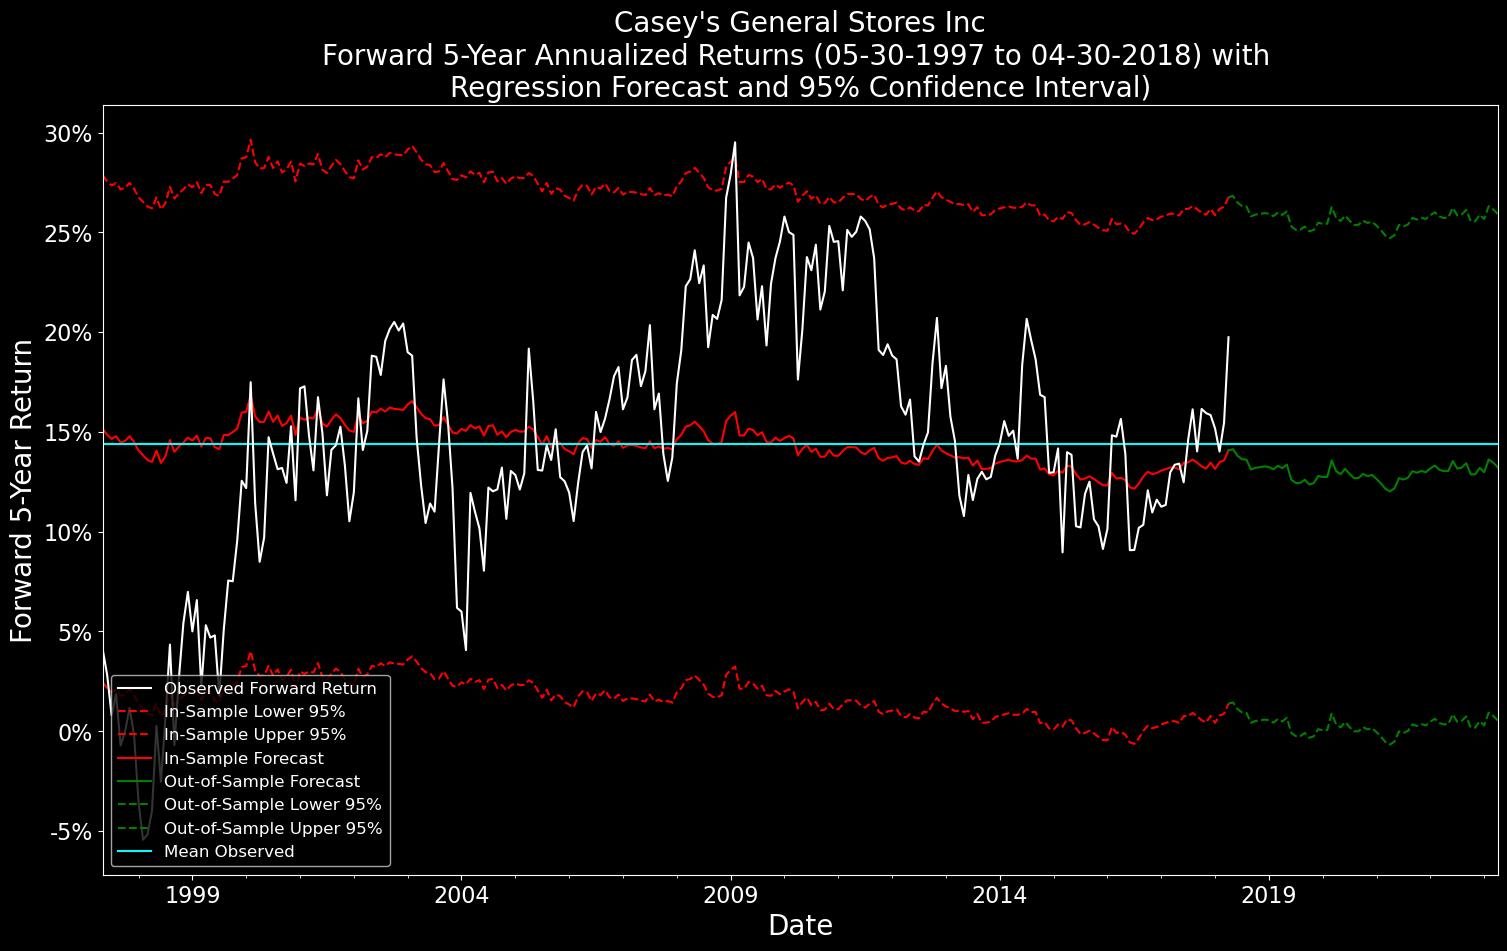 Casey's General Stores Inc
Forward 5-Year Annualized Returns (05-30-1997 to 04-30-2018) with
Regression Forecast and 95% Confidence Interval)
30%
25%
20%
15%
10%
5%
0%
-5%
Forward 5-Year Return
Observed Forward Return
In-Sample Lower 95%
In-Sample Upper 95%
In-Sample Forecast
Out-of-Sample Forecast
Out-of-Sample Lower 95%
Out-of-Sample Upper 95%
Mean Observed
1999
2004
2009
2014
2019
Date